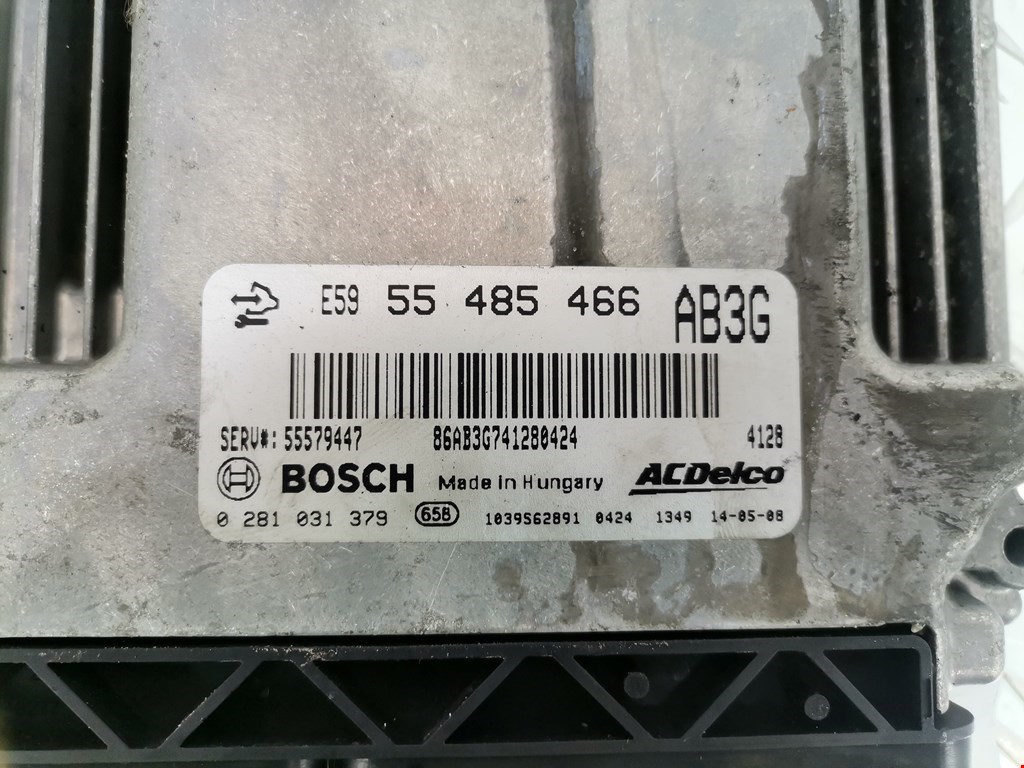 E59 55 485 466 AB3G
SERV#: 55579447 86AB3G741280424 4128
BOSCH Made in Hungary ACDelco
0 281 031 379 65B 1039S62891 0424 1349 14-05-08